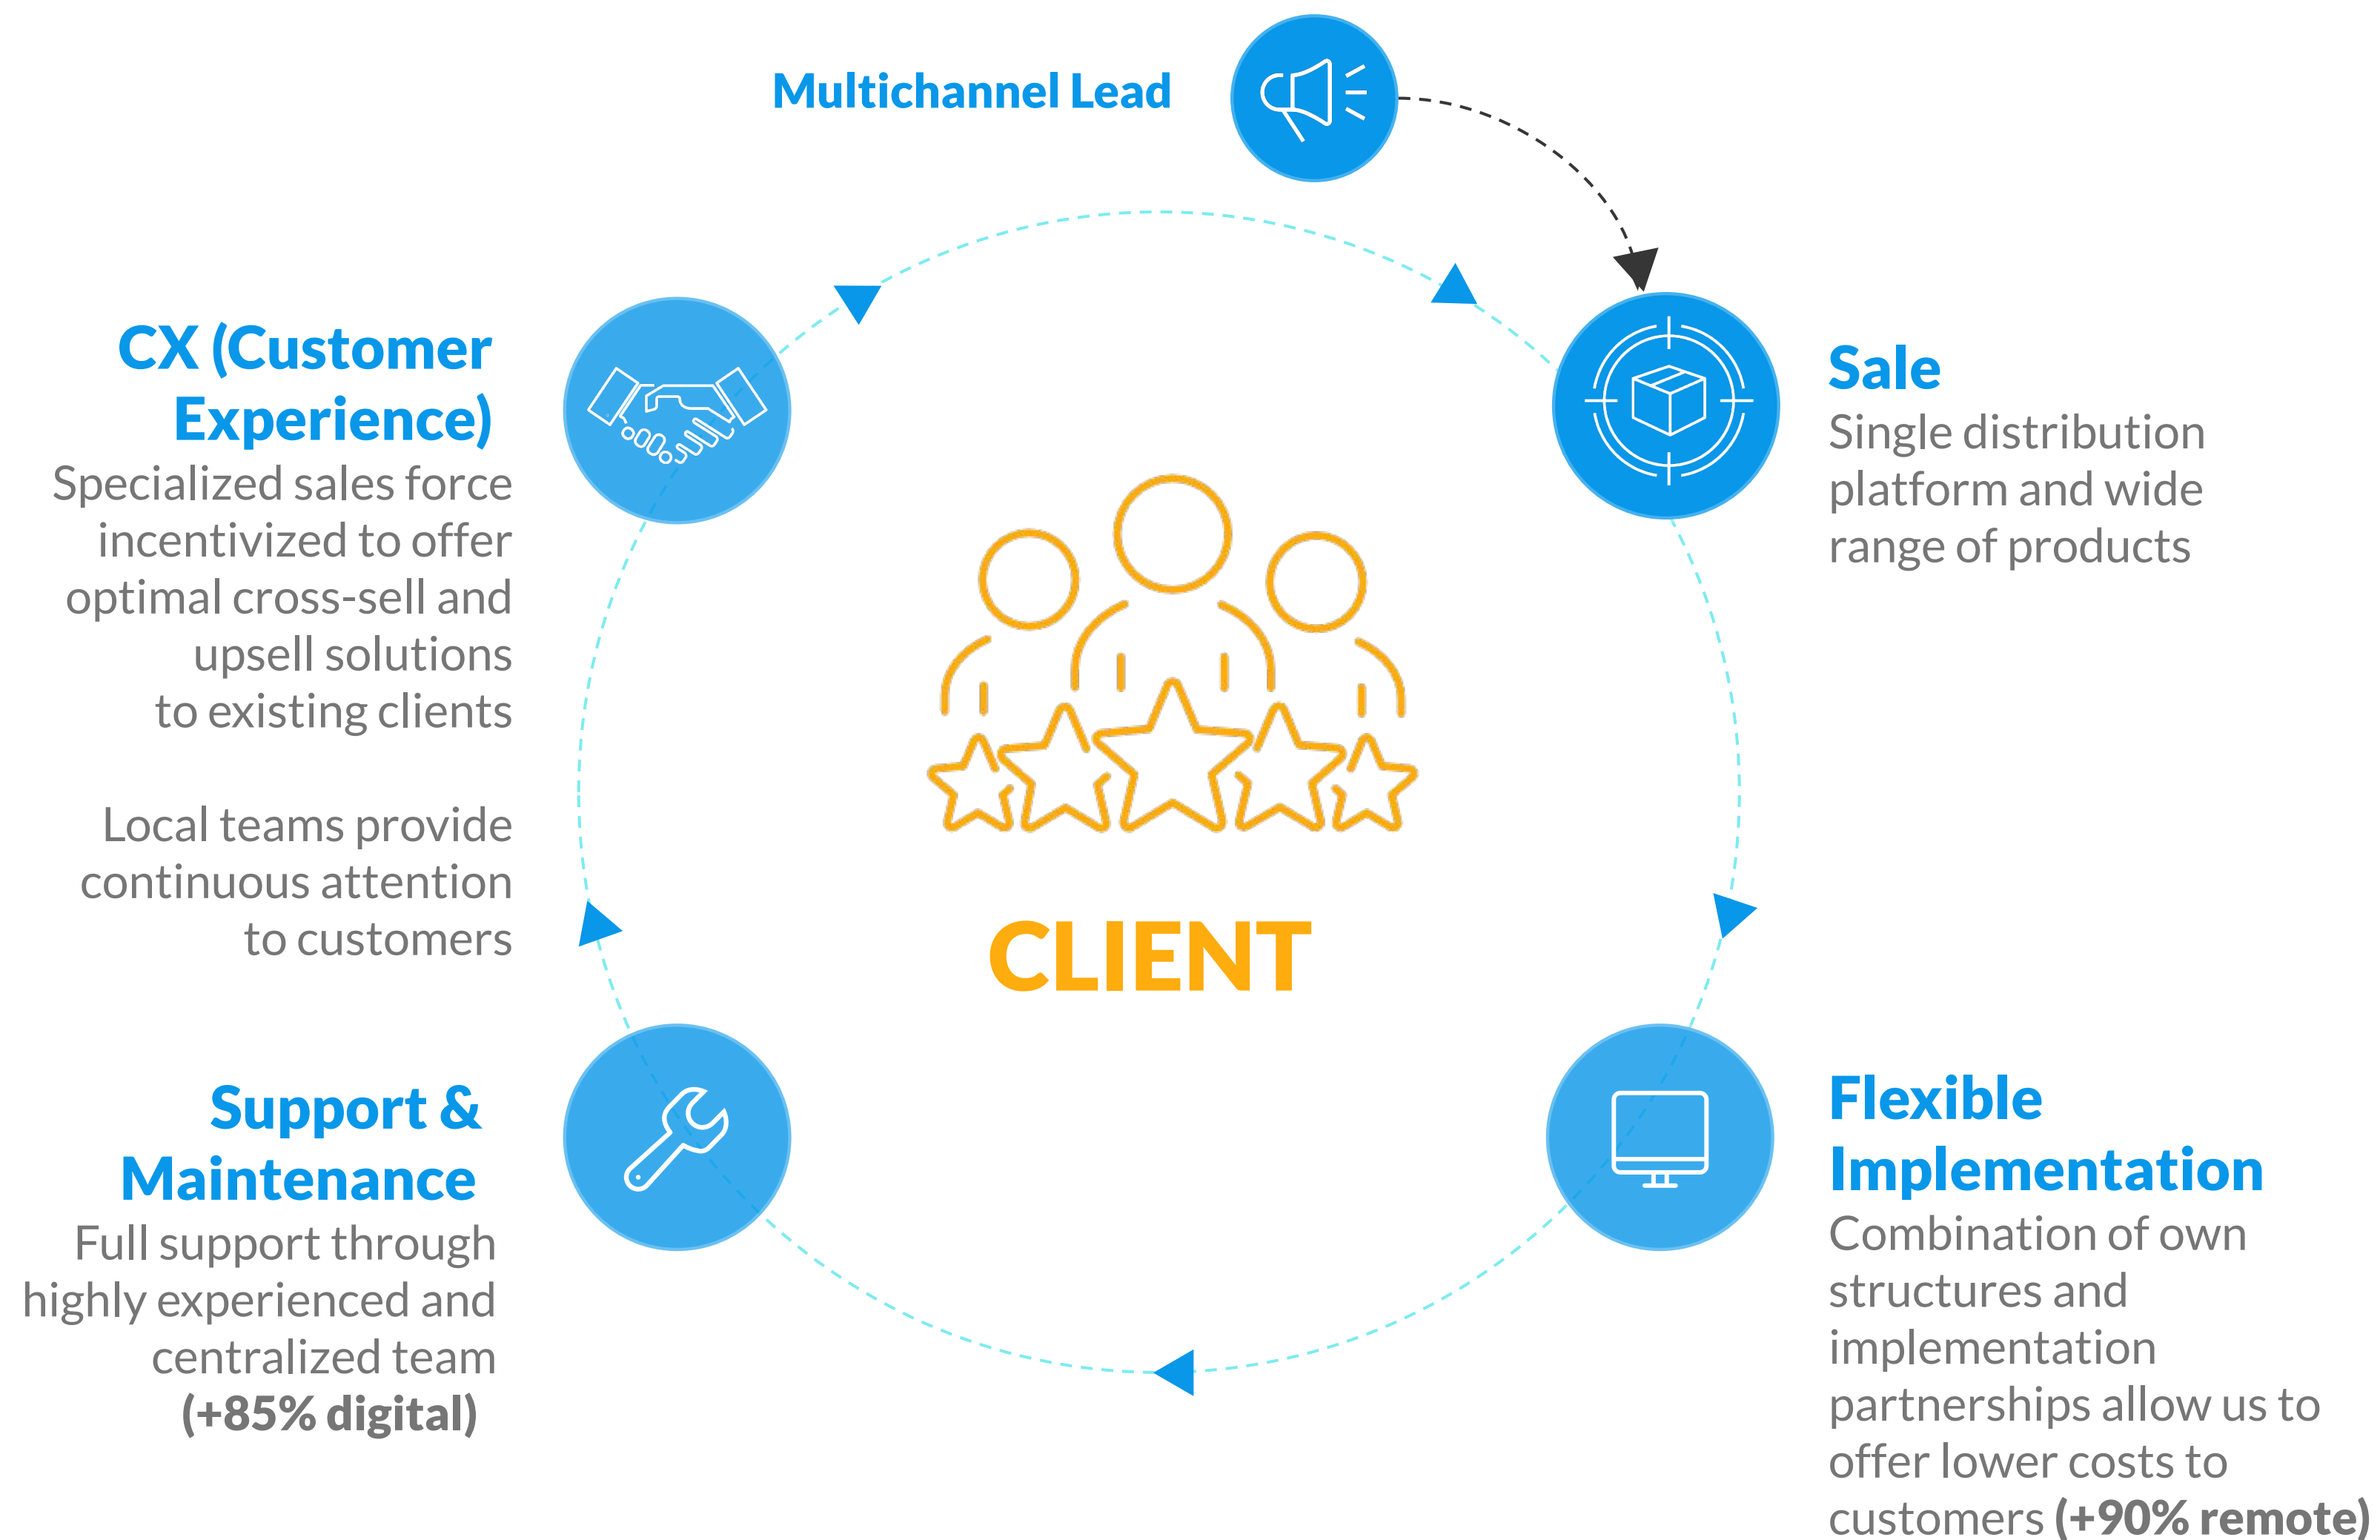 Multichannel Lead
CX (Customer
Experience)
Specialized sales force
incentivized to offer
optimal cross-sell and
upsell solutions
to existing clients
Local teams provide
continuous attention
to customers
Sale
Single distribution
platform and wide
range of products
CLIENT
Support &
Maintenance
Full support through
highly experienced and
centralized team
(+85% digital)
Flexible
Implementation
Combination of own
structures and
implementation
partnerships allow us to
offer lower costs to
customers (+90% remote)